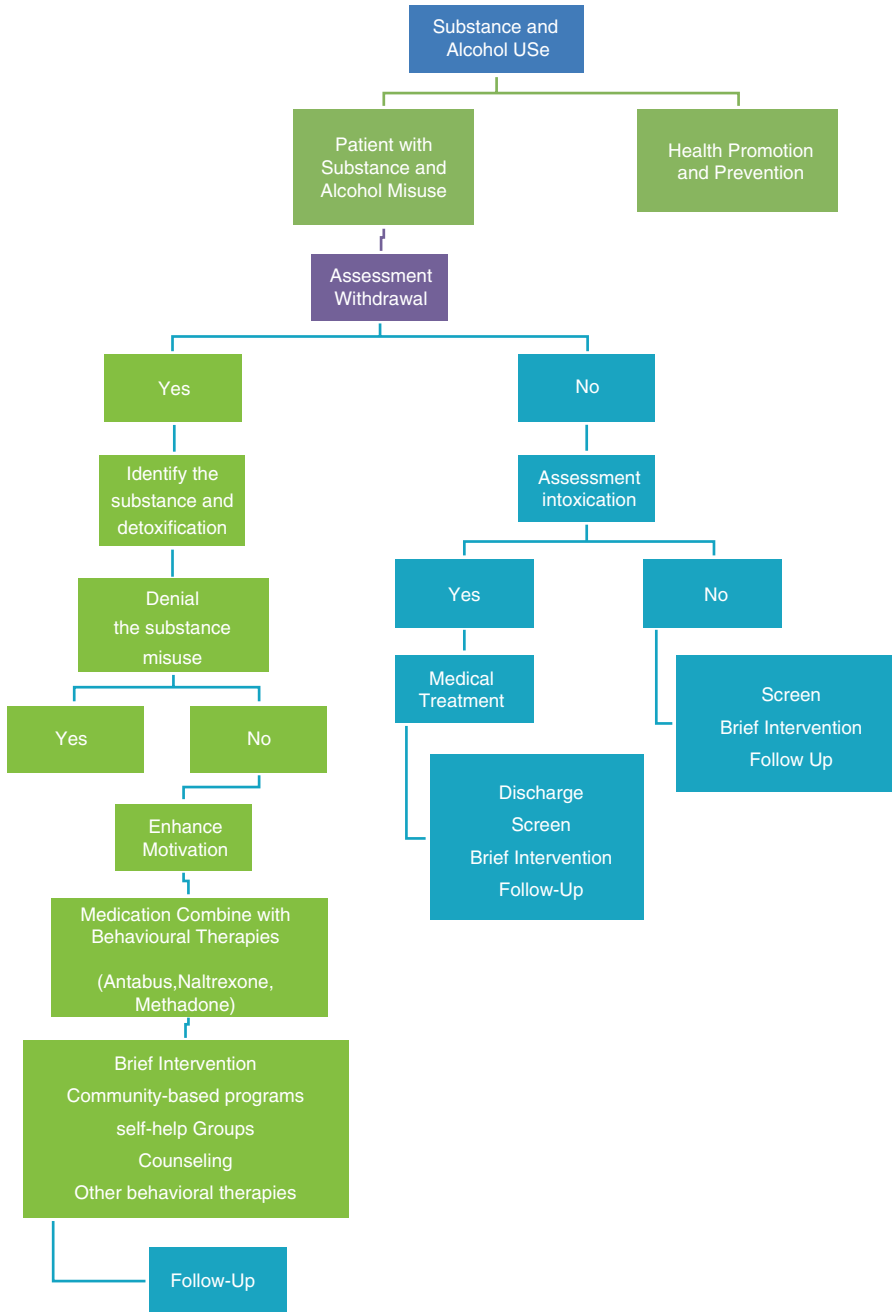 Substance and
Alcohol USe
Patient with
Substance and
Alcohol Misuse
Health Promotion
and Prevention
Assessment
Withdrawal
Yes
No
Identify the
substance and
detoxification
Assessment
intoxication
Denial
the substance
misuse
Yes
No
Yes
No
Medical
Treatment
Screen
Brief Intervention
Follow Up
Discharge
Screen
Brief Intervention
Follow-Up
Enhance
Motivation
Medication Combine with
Behavioural Therapies
(Antabus,Naltrexone,
Methadone)
Brief Intervention
Community-based programs
self-help Groups
Counseling
Other behavioral therapies
Follow-Up